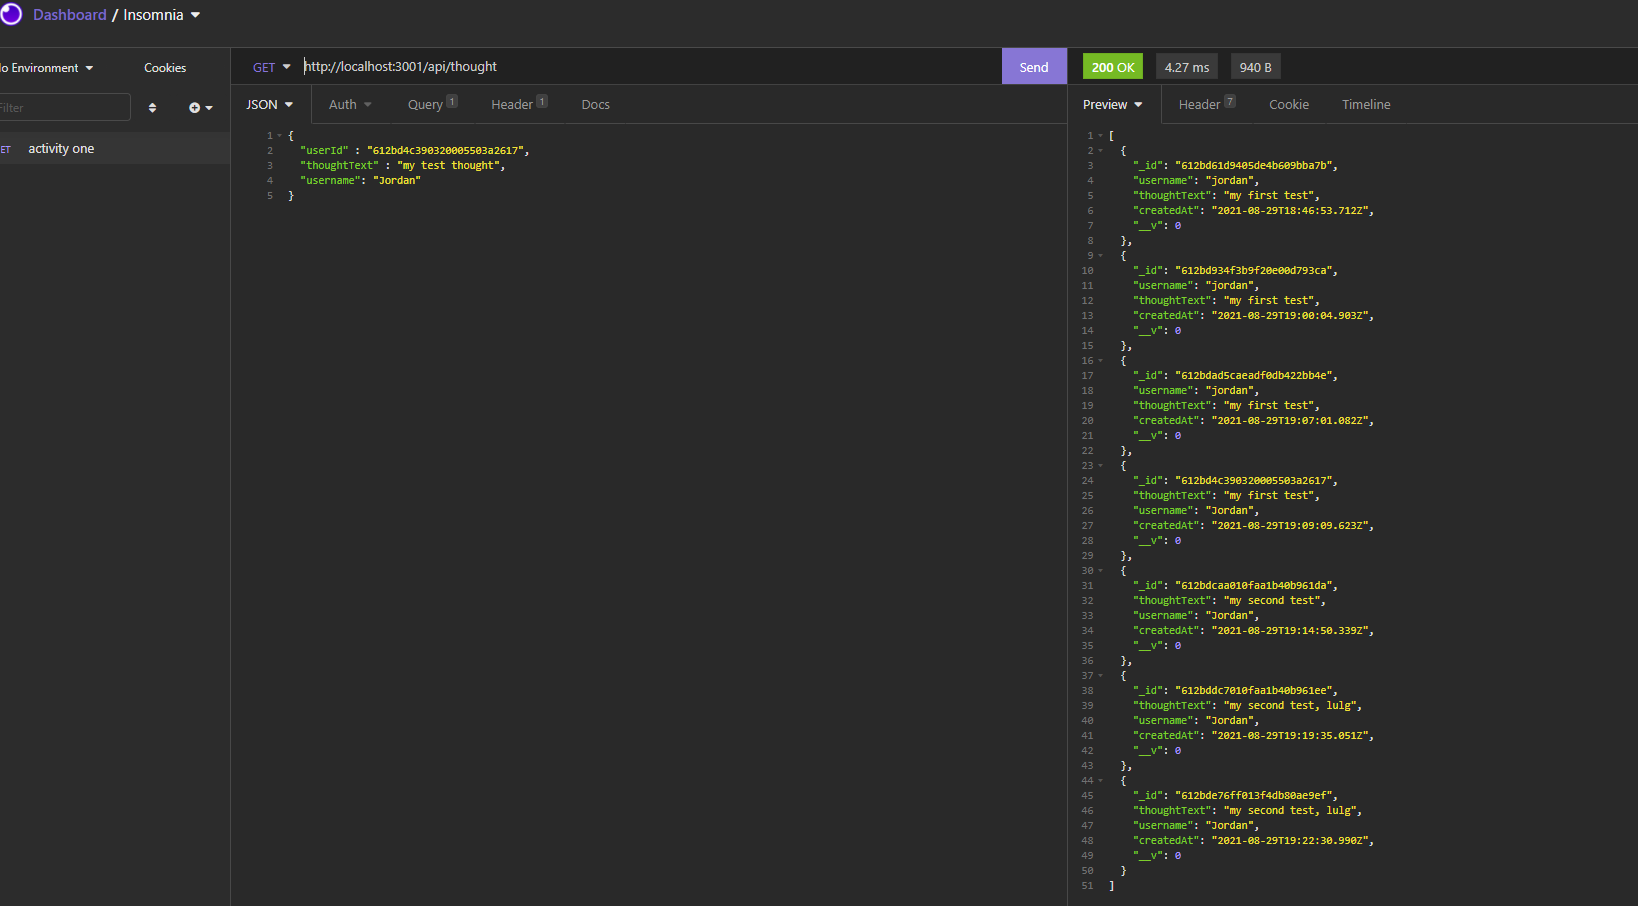 Dashboard / Insomnia
o Environment
Cookies
Filter
ET activity one
GET http://localhost:3001/api/thought
Send
JSON Auth Query 1 Header 1 Docs
1 {
2 "userId" : "612bd4c390320005503a2617",
3 "thoughtText" : "my test thought",
4 "username": "Jordan"
5 }
200 OK 4.27 ms 940 B
Preview Header 7 Cookie Timeline
1 [
2 {
3 "_id": "612bd61d9405de4b609bba7b",
4 "username": "jordan",
5 "thoughtText": "my first test",
6 "createdAt": "2021-08-29T18:46:53.712Z",
7 "__v": 0
8 },
9 {
10 "_id": "612bd934f3b9f20e00d793ca",
11 "username": "jordan",
12 "thoughtText": "my first test",
13 "createdAt": "2021-08-29T19:00:04.903Z",
14 "__v": 0
15 },
16 {
17 "_id": "612bdad5caeadf0db422bb4e",
18 "username": "jordan",
19 "thoughtText": "my first test",
20 "createdAt": "2021-08-29T19:07:01.082Z",
21 "__v": 0
22 },
23 {
24 "_id": "612bd4c390320005503a2617",
25 "thoughtText": "my first test",
26 "username": "Jordan",
27 "createdAt": "2021-08-29T19:09:09.623Z",
28 "__v": 0
29 },
30 {
31 "_id": "612bdcaa010faa1b40b961da",
32 "thoughtText": "my second test",
33 "username": "Jordan",
34 "createdAt": "2021-08-29T19:14:50.339Z",
35 "__v": 0
36 },
37 {
38 "_id": "612bddc7010faa1b40b961ee",
39 "thoughtText": "my second test, lulg",
40 "username": "Jordan",
41 "createdAt": "2021-08-29T19:19:35.051Z",
42 "__v": 0
43 },
44 {
45 "_id": "612bde76ff013f4db80ae9ef",
46 "thoughtText": "my second test, lulg",
47 "username": "Jordan",
48 "createdAt": "2021-08-29T19:22:30.990Z",
49 "__v": 0
50 }
51 ]